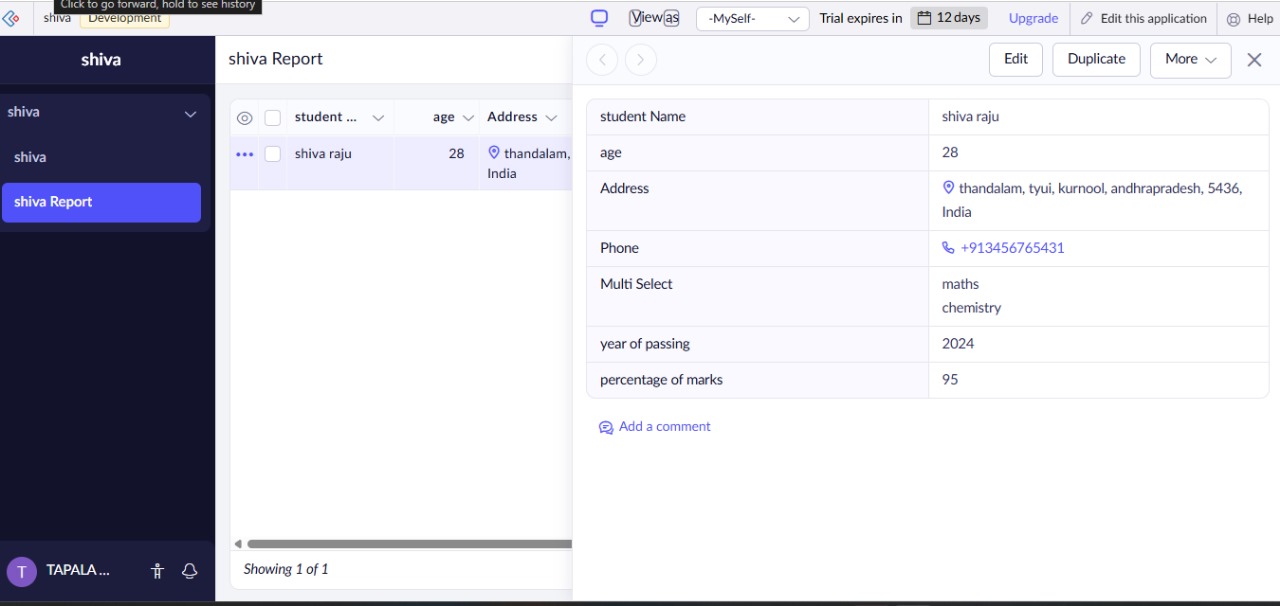 Click to go forward, hold to see history
shiva Development View as -MySelf- Trial expires in 12 days Upgrade Edit this application Help
shiva
shiva
shiva
shiva Report
TAPALA ...
shiva Report
student ... age Address
shiva raju 28 thandalam,
India
Showing 1 of 1
Edit Duplicate More
student Name shiva raju
age 28
Address thandalam, tyui, kurnool, andhrapradesh, 5436,
India
Phone +913456765431
Multi Select maths
chemistry
year of passing 2024
percentage of marks 95
Add a comment
T